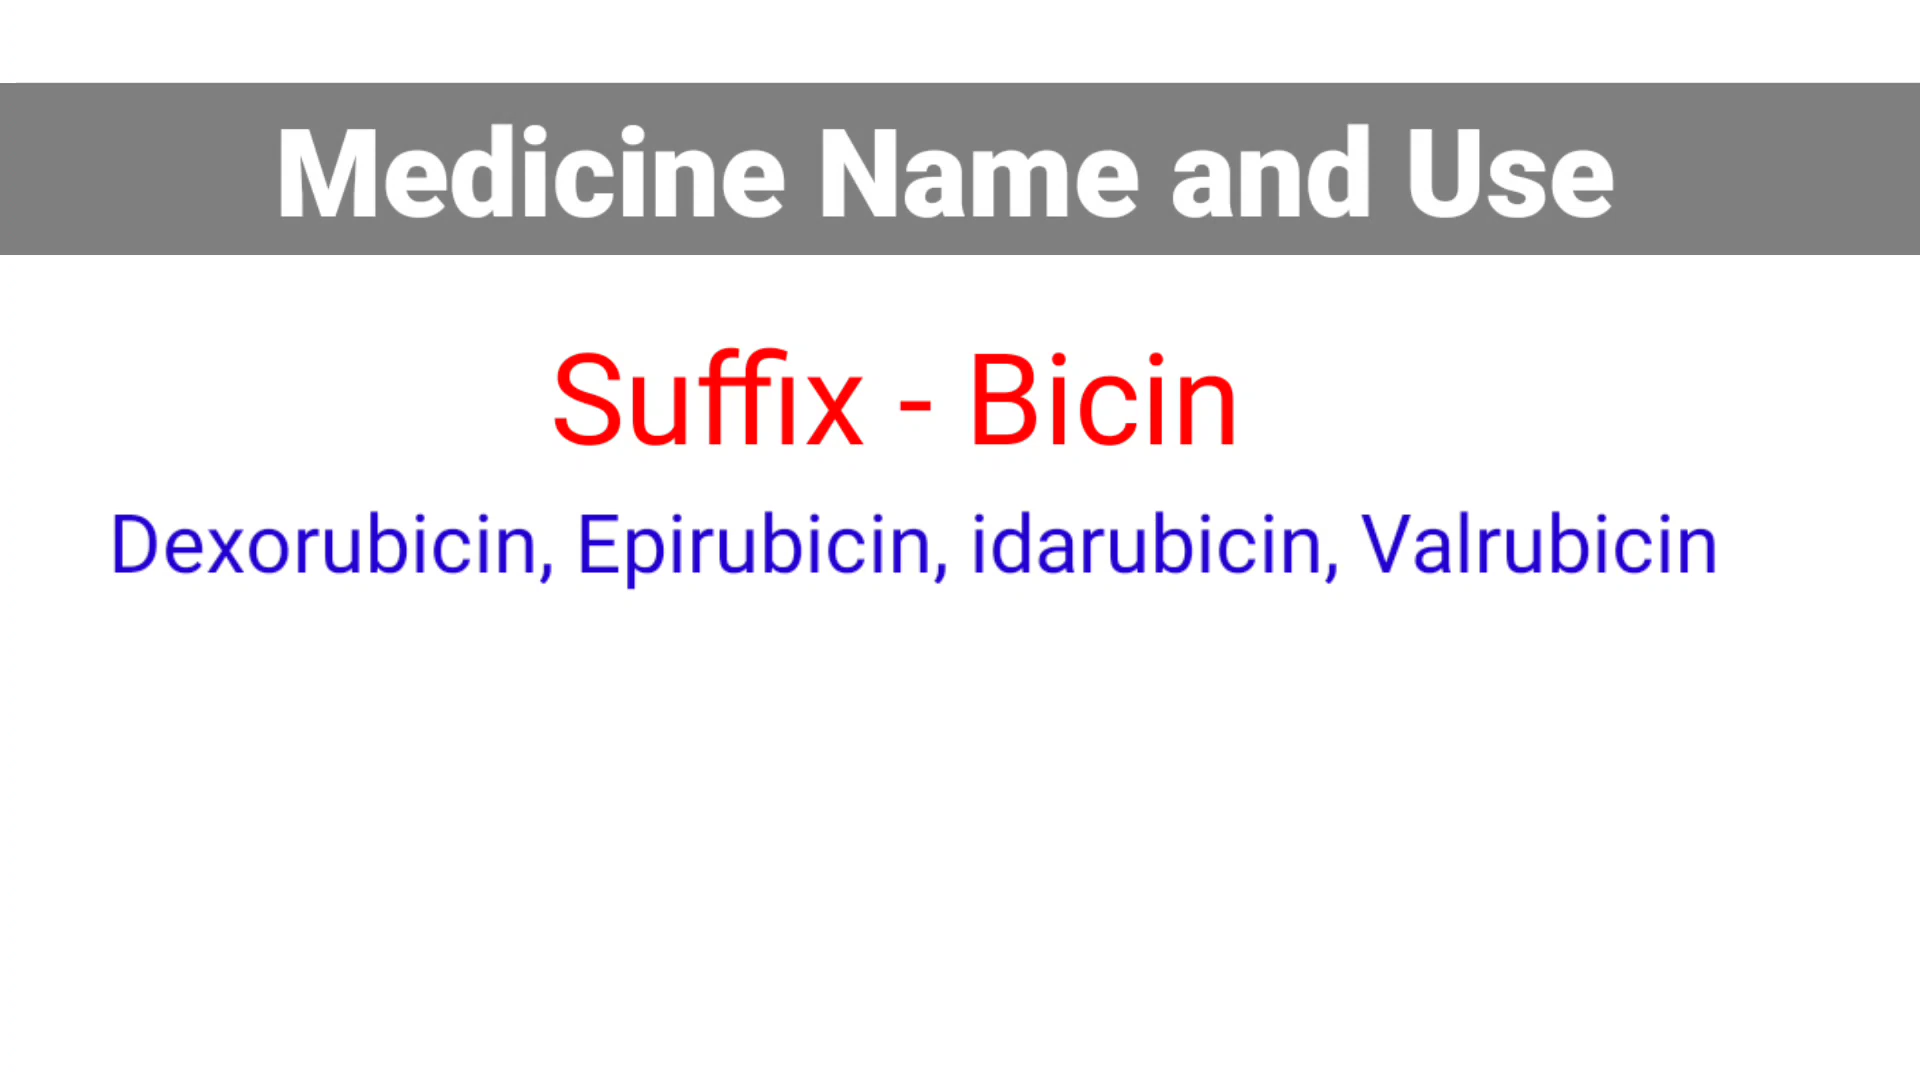 Medicine Name and Use
Suffix - Bicin
Dexorubicin, Epirubicin, idarubicin, Valrubicin